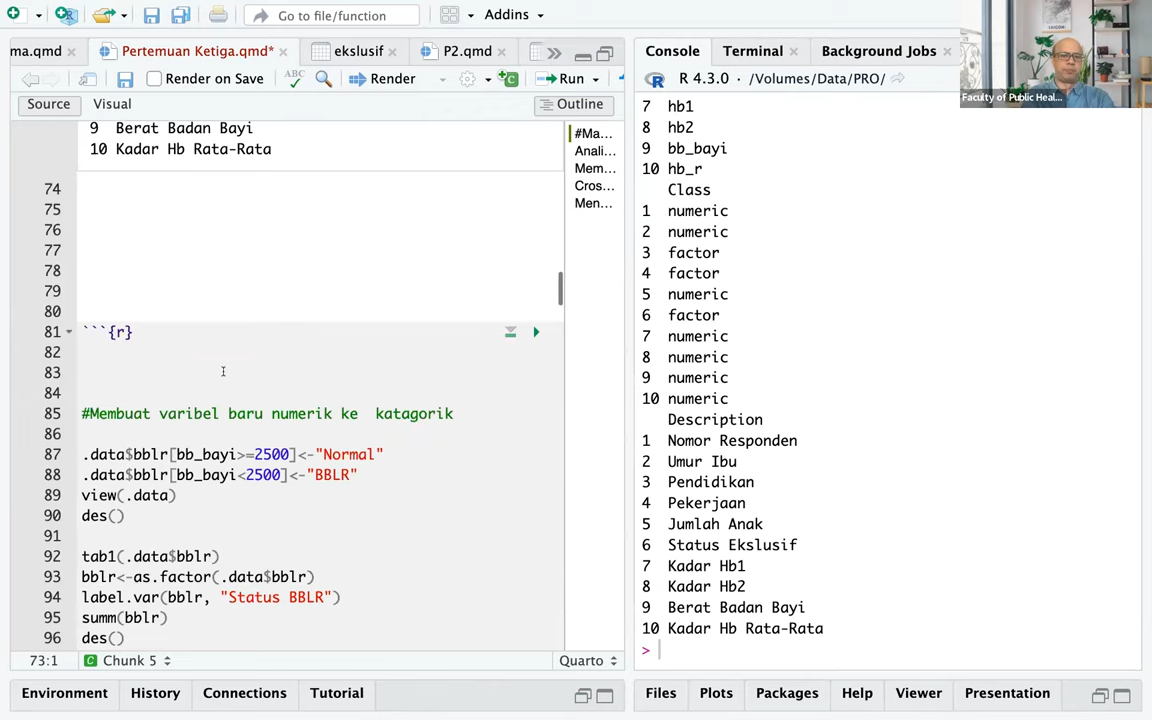 Go to file/function
Addins
ma.qmd
Pertemuan Ketiga.qmd*
ekslusif
P2.qmd
Render on Save
ABC
Render
Run
Source
Visual
Outline
9 Berat Badan Bayi
10 Kadar Hb Rata-Rata
74
75
76
77
78
79
80
81 ```{r}
82
83
84
85 #Membuat varibel baru numerik ke  katagorik
86
87 .data$bblr[bb_bayi>=2500]<-"Normal"
88 .data$bblr[bb_bayi<2500]<-"BBLR"
89 view(.data)
90 des()
91
92 tab1(.data$bblr)
93 bblr<-as.factor(.data$bblr)
94 label.var(bblr, "Status BBLR")
95 summ(bblr)
96 des()
#Ma...
Anali...
Mem...
Cros...
Men...
73:1
C Chunk 5
Quarto
Environment
History
Connections
Tutorial
Console
Terminal
Background Jobs
R 4.3.0 · /Volumes/Data/PRO/
Faculty of Public Heal...
7 hb1
8 hb2
9 bb_bayi
10 hb_r
Class
1 numeric
2 numeric
3 factor
4 factor
5 numeric
6 factor
7 numeric
8 numeric
9 numeric
10 numeric
Description
1 Nomor Responden
2 Umur Ibu
3 Pendidikan
4 Pekerjaan
5 Jumlah Anak
6 Status Ekslusif
7 Kadar Hb1
8 Kadar Hb2
9 Berat Badan Bayi
10 Kadar Hb Rata-Rata
>
Files
Plots
Packages
Help
Viewer
Presentation